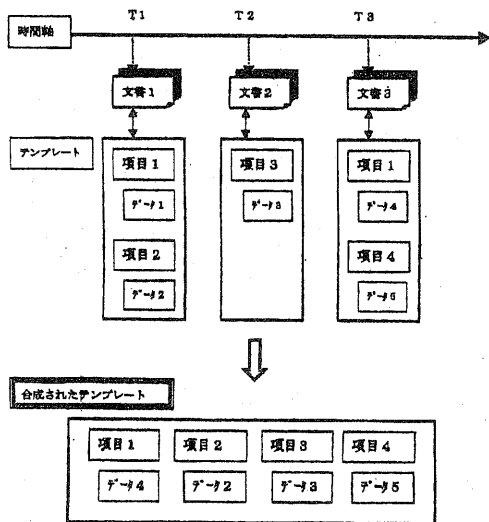 T1 T2 T3
時間軸
文書1 文書2 文書3
テンプレート
項目1 項目3 項目1
データ1 データ3 データ4
項目2 項目4
データ2 データ5
合成されたテンプレート
項目1 項目2 項目3 項目4
データ4 データ2 データ3 データ5